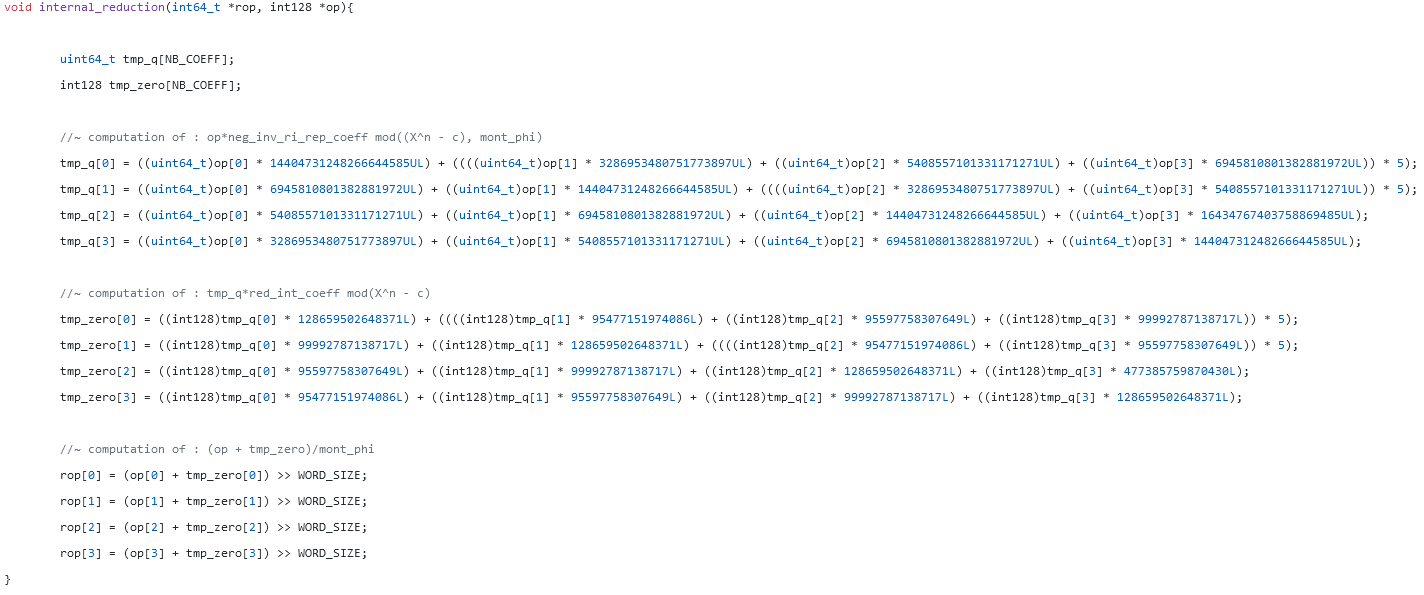 void internal_reduction(int64_t *rop, int128 *op){
uint64_t tmp_q[NB_COEFF];
int128 tmp_zero[NB_COEFF];
//~ computation of : op*neg_inv_ri_rep_coeff mod((X^n - c), mont_phi)
tmp_q[0] = ((uint64_t)op[0] * 14404731248266644585UL) + ((((uint64_t)op[1] * 3286953480751773897UL) + ((uint64_t)op[2] * 5408557101331171271UL) + ((uint64_t)op[3] * 6945810801382881972UL)) * 5);
tmp_q[1] = ((uint64_t)op[0] * 6945810801382881972UL) + ((uint64_t)op[1] * 14404731248266644585UL) + ((((uint64_t)op[2] * 3286953480751773897UL) + ((uint64_t)op[3] * 5408557101331171271UL)) * 5);
tmp_q[2] = ((uint64_t)op[0] * 5408557101331171271UL) + ((uint64_t)op[1] * 6945810801382881972UL) + ((uint64_t)op[2] * 14404731248266644585UL) + ((uint64_t)op[3] * 16434767403758869485UL);
tmp_q[3] = ((uint64_t)op[0] * 3286953480751773897UL) + ((uint64_t)op[1] * 5408557101331171271UL) + ((uint64_t)op[2] * 6945810801382881972UL) + ((uint64_t)op[3] * 14404731248266644585UL);
//~ computation of : tmp_q*red_int_coeff mod(X^n - c)
tmp_zero[0] = ((int128)tmp_q[0] * 128659502648371L) + ((((int128)tmp_q[1] * 95477151974086L) + ((int128)tmp_q[2] * 95597758307649L) + ((int128)tmp_q[3] * 99992787138717L)) * 5);
tmp_zero[1] = ((int128)tmp_q[0] * 99992787138717L) + ((int128)tmp_q[1] * 128659502648371L) + ((((int128)tmp_q[2] * 95477151974086L) + ((int128)tmp_q[3] * 95597758307649L)) * 5);
tmp_zero[2] = ((int128)tmp_q[0] * 95597758307649L) + ((int128)tmp_q[1] * 99992787138717L) + ((int128)tmp_q[2] * 128659502648371L) + ((int128)tmp_q[3] * 477385759870430L);
tmp_zero[3] = ((int128)tmp_q[0] * 95477151974086L) + ((int128)tmp_q[1] * 95597758307649L) + ((int128)tmp_q[2] * 99992787138717L) + ((int128)tmp_q[3] * 128659502648371L);
//~ computation of : (op + tmp_zero)/mont_phi
rop[0] = (op[0] + tmp_zero[0]) >> WORD_SIZE;
rop[1] = (op[1] + tmp_zero[1]) >> WORD_SIZE;
rop[2] = (op[2] + tmp_zero[2]) >> WORD_SIZE;
rop[3] = (op[3] + tmp_zero[3]) >> WORD_SIZE;
}